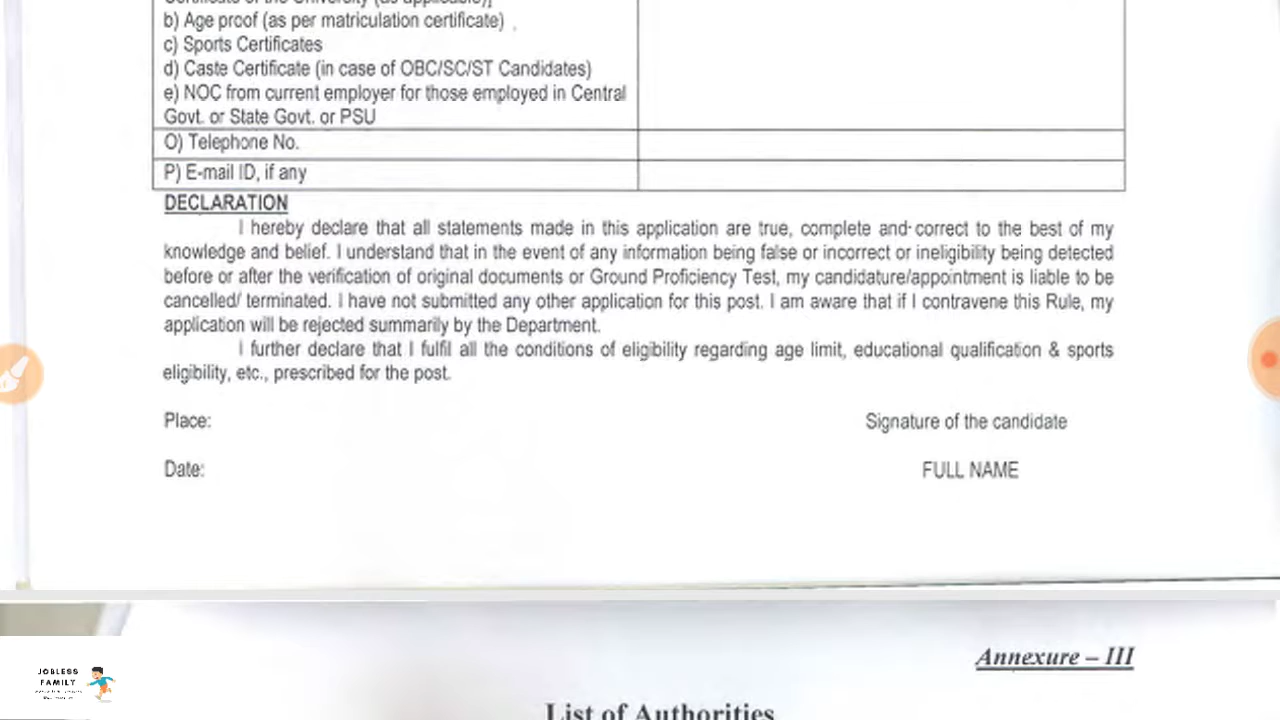 Certificate of the University (as applicable)]
b) Age proof (as per matriculation certificate)
c) Sports Certificates
d) Caste Certificate (in case of OBC/SC/ST Candidates)
e) NOC from current employer for those employed in Central
Govt. or State Govt. or PSU
O) Telephone No.
P) E-mail ID, if any
DECLARATION
I hereby declare that all statements made in this application are true, complete and correct to the best of my
knowledge and belief. I understand that in the event of any information being false or incorrect or ineligibility being detected
before or after the verification of original documents or Ground Proficiency Test, my candidature/appointment is liable to be
cancelled/ terminated. I have not submitted any other application for this post. I am aware that if I contravene this Rule, my
application will be rejected summarily by the Department.
I further declare that I fulfil all the conditions of eligibility regarding age limit, educational qualification & sports
eligibility, etc., prescribed for the post.
Place:
Signature of the candidate
Date:
FULL NAME
Annexure – III
JOBLESS
FAMILY
List of Authorities